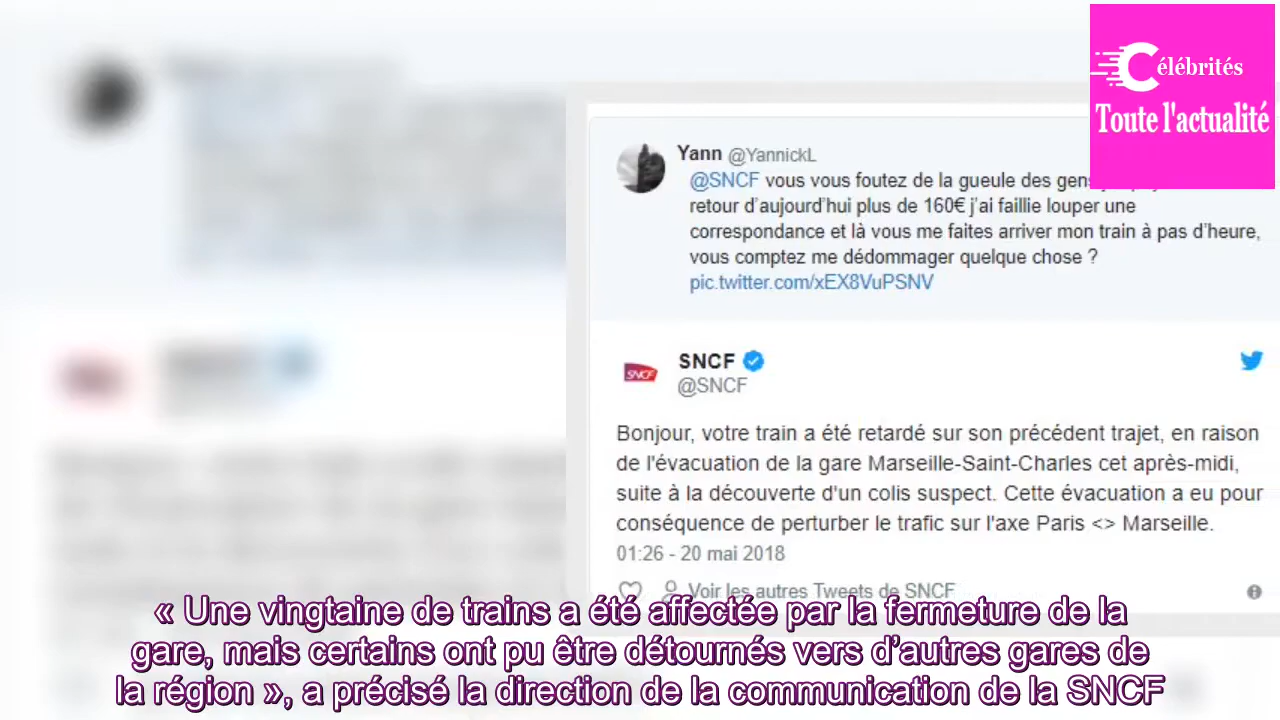 Célébrités
Toute l'actualité
Yann @YannickL
@SNCF vous vous foutez de la gueule des gens
retour d'aujourd'hui plus de 160€ j'ai faillie louper une
correspondance et là vous me faites arriver mon train à pas d'heure,
vous comptez me dédommager quelque chose ?
pic.twitter.com/xEX8VuPSNV
SNCF
SNCF
@SNCF
Bonjour, votre train a été retardé sur son précédent trajet, en raison
de l'évacuation de la gare Marseille-Saint-Charles cet après-midi,
suite à la découverte d'un colis suspect. Cette évacuation a eu pour
conséquence de perturber le trafic sur l'axe Paris <> Marseille.
01:26 - 20 mai 2018
Voir les autres Tweets de SNCF
« Une vingtaine de trains a été affectée par la fermeture de la
gare, mais certains ont pu être détournés vers d'autres gares de
la région », a précisé la direction de la communication de la SNCF